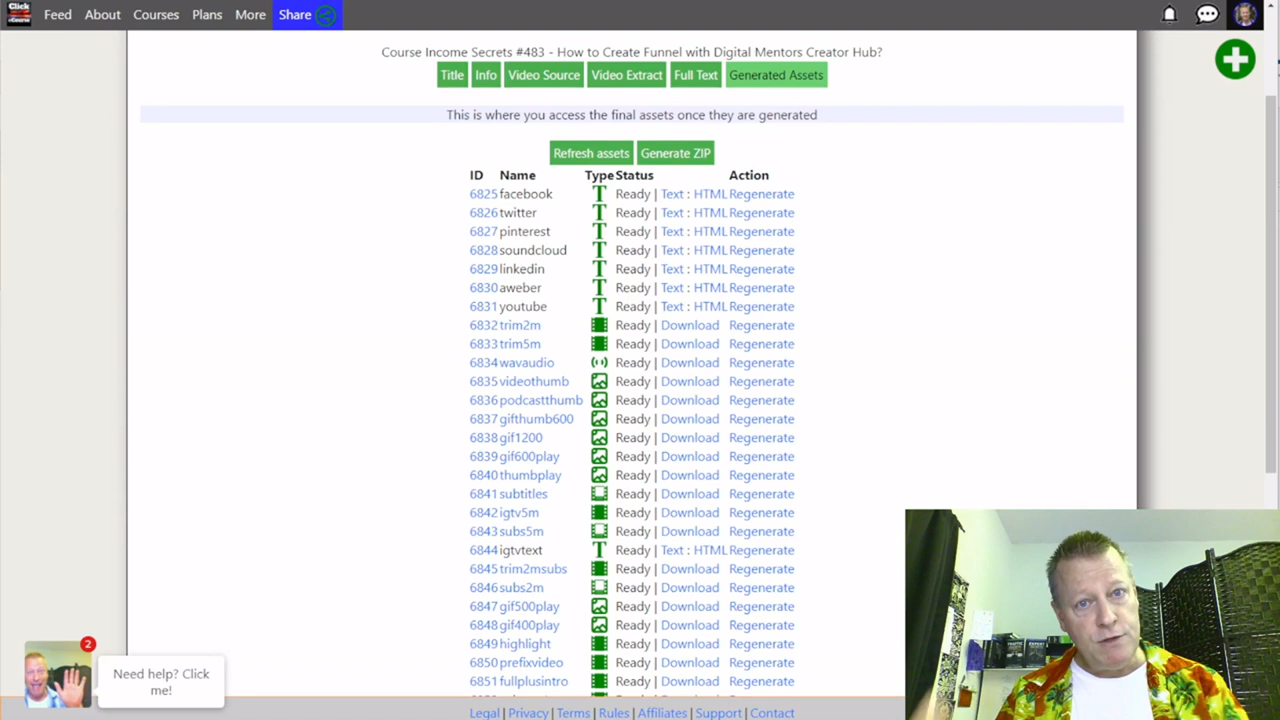 Click
eCourse
Feed About Courses Plans More Share
Course Income Secrets #483 - How to Create Funnel with Digital Mentors Creator Hub?
Title Info Video Source Video Extract Full Text Generated Assets
This is where you access the final assets once they are generated
Refresh assets Generate ZIP
ID Name Type Status Action
6825 facebook T Ready | Text : HTML Regenerate
6826 twitter T Ready | Text : HTML Regenerate
6827 pinterest T Ready | Text : HTML Regenerate
6828 soundcloud T Ready | Text : HTML Regenerate
6829 linkedin T Ready | Text : HTML Regenerate
6830 aweber T Ready | Text : HTML Regenerate
6831 youtube T Ready | Text : HTML Regenerate
6832 trim2m Ready | Download Regenerate
6833 trim5m Ready | Download Regenerate
6834 wavaudio Ready | Download Regenerate
6835 videothumb Ready | Download Regenerate
6836 podcastthumb Ready | Download Regenerate
6837 gifthumb600 Ready | Download Regenerate
6838 gif1200 Ready | Download Regenerate
6839 gif600play Ready | Download Regenerate
6840 thumbplay Ready | Download Regenerate
6841 subtitles Ready | Download Regenerate
6842 igtv5m Ready | Download Regenerate
6843 subs5m Ready | Download Regenerate
6844 igtvtext T Ready | Text : HTML Regenerate
6845 trim2msubs Ready | Download Regenerate
6846 subs2m Ready | Download Regenerate
6847 gif500play Ready | Download Regenerate
6848 gif400play Ready | Download Regenerate
6849 highlight Ready | Download Regenerate
6850 prefixvideo Ready | Download Regenerate
6851 fullplusintro Ready | Download Regenerate
2
Need help? Click
me!
Legal | Privacy | Terms | Rules | Affiliates | Support | Contact